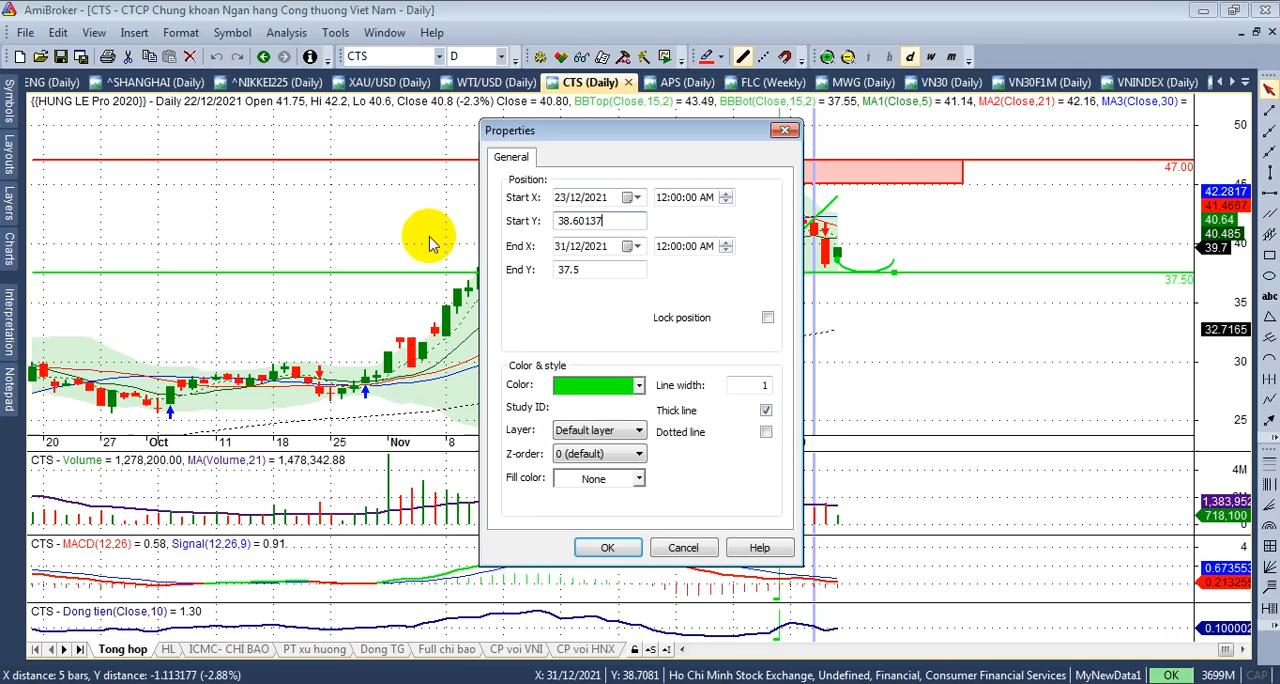 AmiBroker - [CTS - CTCP Chung khoan Ngan hang Cong thuong Viet Nam - Daily]
File Edit View Insert Format Symbol Analysis Tools Window Help
CTS D i h d w m
ENG (Daily) ^SHANGHAI (Daily) ^NIKKEI225 (Daily) XAU/USD (Daily) WTI/USD (Daily) CTS (Daily) APS (Daily) FLC (Weekly) MWG (Daily) VN30 (Daily) VN30F1M (Daily) VNINDEX (Daily)
{{HUNG LE Pro 2020}} - Daily 22/12/2021 Open 41.75, Hi 42.2, Lo 40.6, Close 40.8 (-2.3%) Close = 40.80, BBTop(Close,15,2) = 43.49, BBBot(Close,15,2) = 37.55, MA1(Close,5) = 41.14, MA2(Close,21) = 42.16, MA3(Close,30) =
Symbols
Layouts
Layers
Charts
Interpretation
Notepad
Properties
General
Position:
Start X: 23/12/2021 12:00:00 AM
Start Y: 38.60137
End X: 31/12/2021 12:00:00 AM
End Y: 37.5
Lock position
Color & style
Color: Line width: 1
Study ID: Thick line
Layer: Default layer Dotted line
Z-order: 0 (default)
Fill color: None
OK Cancel Help
50
47.00
45
42.2817
41.4667
40.64
40.485
40
39.7
37.50
35
32.7165
30
25
abc
20 27 Oct 11 18 25 Nov 8
CTS - Volume = 1,278,200.00, MA(Volume,21) = 1,478,342.88
4M
1,383,952
718,100
0
CTS - MACD(12,26) = 0.58, Signal(12,26,9) = 0.91
4
0.673553
0.213255
CTS - Dong tien(Close,10) = 1.30
0.100002
Tong hop HL ICMC- CHI BAO PT xu huong Dong TG Full chi bao CP voi VNI CP voi HNX
X distance: 5 bars, Y distance: -1.113177 (-2.88%) X: 31/12/2021 Y: 38.7081 Ho Chi Minh Stock Exchange, Undefined, Financial, Consumer Financial Services MyNewData1 OK 3699M CAP